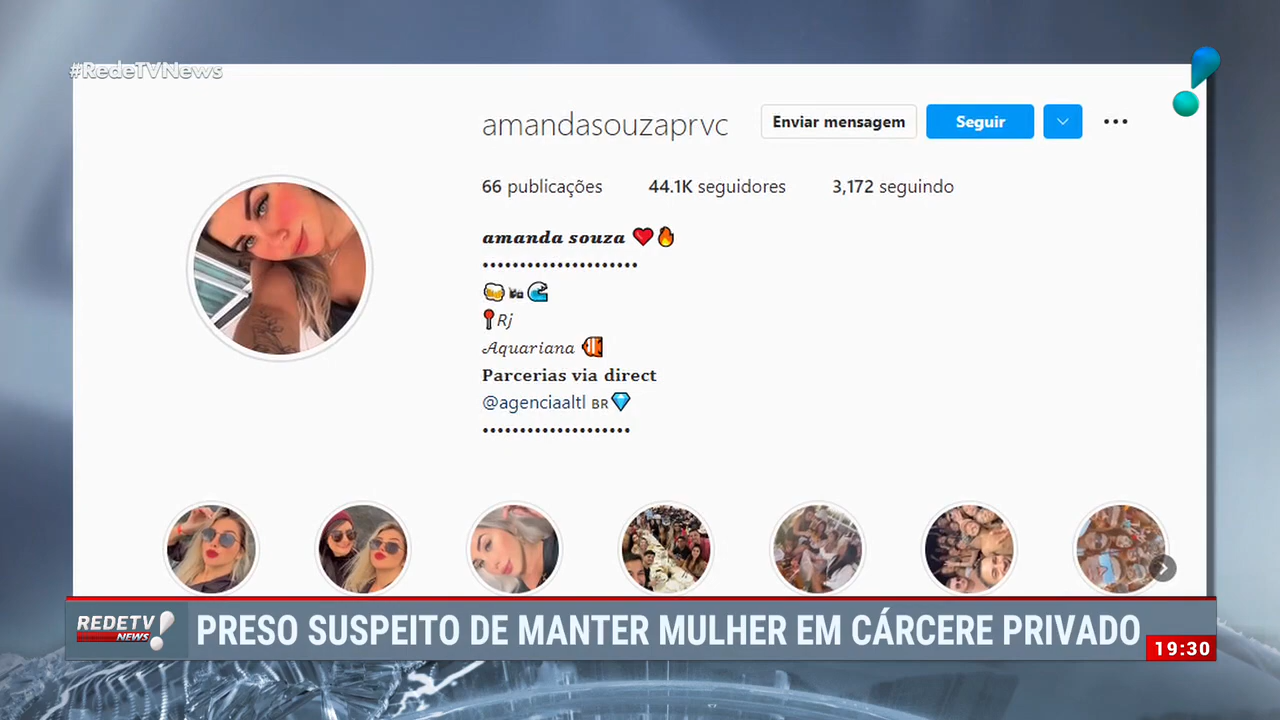 #RedeTVNews
amandasouzaprvc
Enviar mensagem
Seguir
66 publicações
44.1K seguidores
3,172 seguindo
amanda souza ❤️🔥
•••••••••••••••••••••
🍻🏍🌊
📍Rj
Aquariana 🐠
Parcerias via direct
@agenciaaltl BR💎
••••••••••••••••••••
REDETV!
NEWS
PRESO SUSPEITO DE MANTER MULHER EM CÁRCERE PRIVADO
19:30